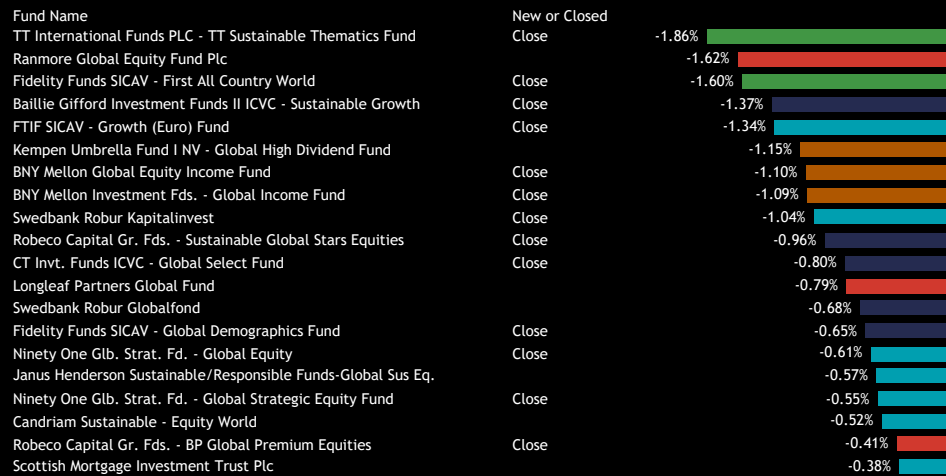 Fund Name New or Closed
TT International Funds PLC - TT Sustainable Thematics Fund Close -1.86%
Ranmore Global Equity Fund Plc -1.62%
Fidelity Funds SICAV - First All Country World Close -1.60%
Baillie Gifford Investment Funds II ICVC - Sustainable Growth Close -1.37%
FTIF SICAV - Growth (Euro) Fund Close -1.34%
Kempen Umbrella Fund I NV - Global High Dividend Fund -1.15%
BNY Mellon Global Equity Income Fund Close -1.10%
BNY Mellon Investment Fds. - Global Income Fund Close -1.09%
Swedbank Robur Kapitalinvest Close -1.04%
Robeco Capital Gr. Fds. - Sustainable Global Stars Equities Close -0.96%
CT Invt. Funds ICVC - Global Select Fund Close -0.80%
Longleaf Partners Global Fund -0.79%
Swedbank Robur Globalfond -0.68%
Fidelity Funds SICAV - Global Demographics Fund Close -0.65%
Ninety One Glb. Strat. Fd. - Global Equity Close -0.61%
Janus Henderson Sustainable/Responsible Funds-Global Sus Eq. -0.57%
Ninety One Glb. Strat. Fd. - Global Strategic Equity Fund Close -0.55%
Candriam Sustainable - Equity World -0.52%
Robeco Capital Gr. Fds. - BP Global Premium Equities Close -0.41%
Scottish Mortgage Investment Trust Plc -0.38%